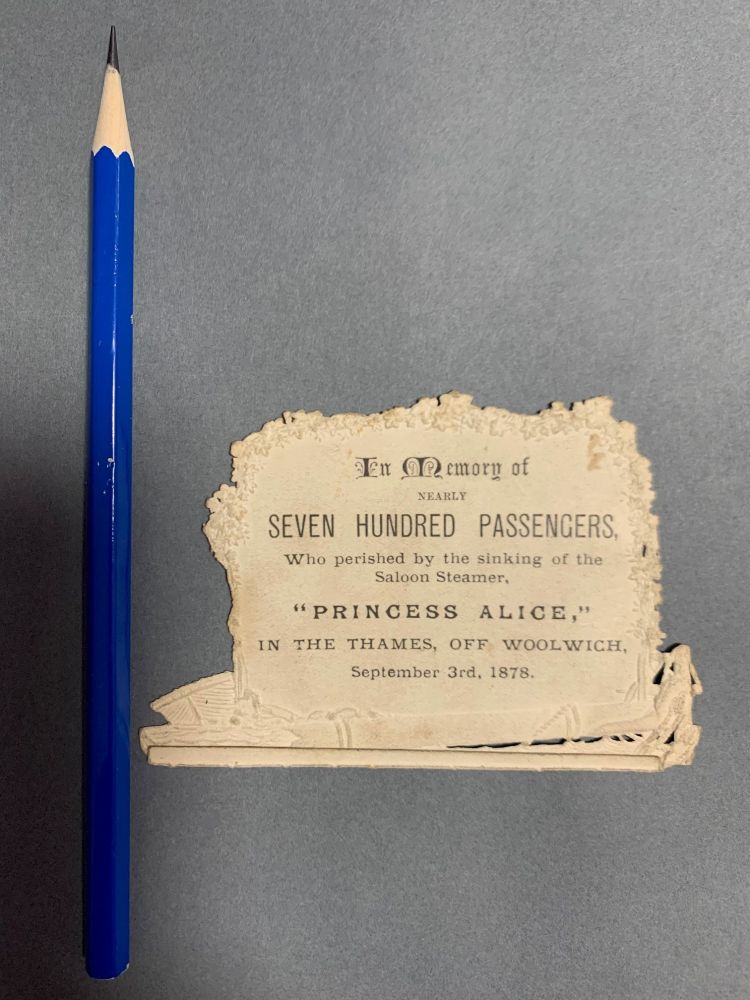 In Memory of
NEARLY
SEVEN HUNDRED PASSENGERS,
Who perished by the sinking of the
Saloon Steamer,
"PRINCESS ALICE,"
IN THE THAMES, OFF WOOLWICH,
September 3rd, 1878.